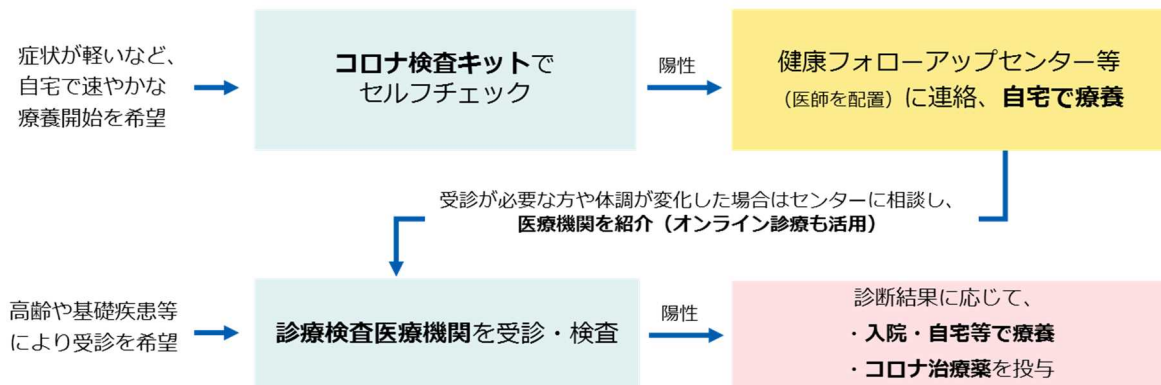 症状が軽いなど、
自宅で速やかな
療養開始を希望
コロナ検査キットで
セルフチェック
陽性
健康フォローアップセンター等
（医師を配置）に連絡、自宅で療養
受診が必要な方や体調が変化した場合はセンターに相談し、
医療機関を紹介（オンライン診療も活用）
高齢や基礎疾患等
により受診を希望
診療検査医療機関を受診・検査
陽性
診断結果に応じて、
・入院・自宅等で療養
・コロナ治療薬を投与